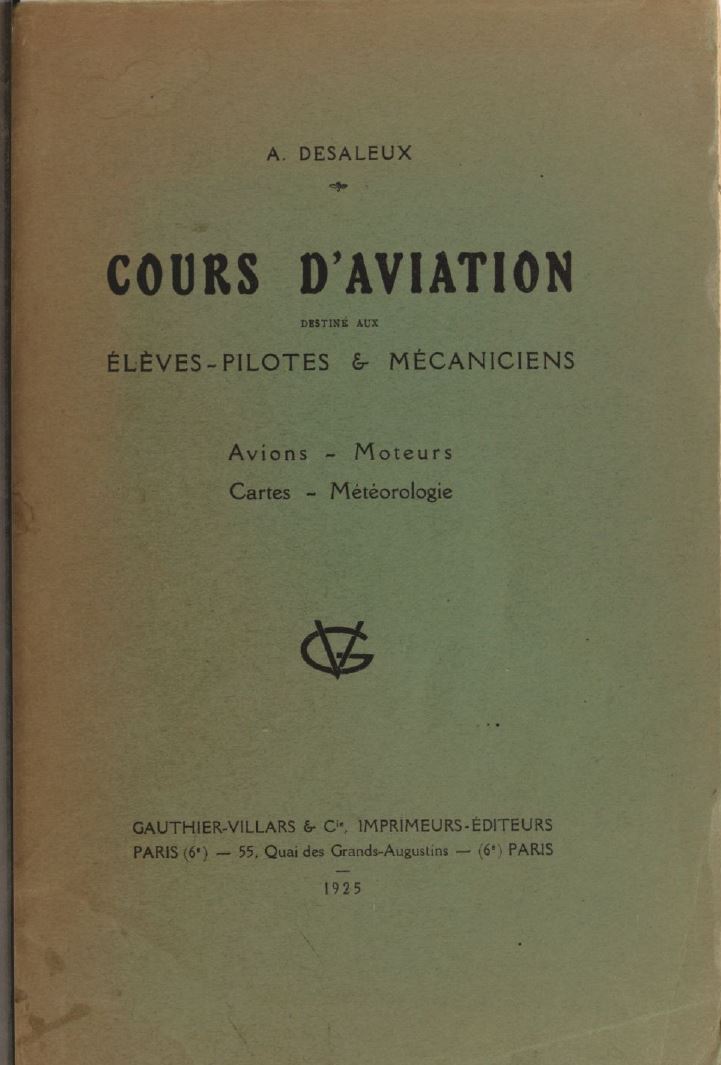 A. DESALEUX
COURS D'AVIATION
DESTINÉ AUX
ÉLÈVES-PILOTES & MÉCANICIENS
Avions - Moteurs
Cartes - Météorologie
GV
GAUTHIER-VILLARS & Cie, IMPRIMEURS-ÉDITEURS
PARIS (6e) — 55, Quai des Grands-Augustins — (6e) PARIS
1925